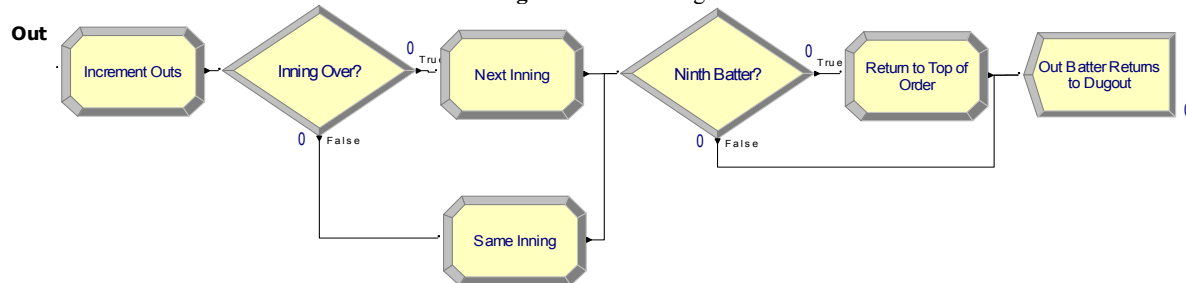 Out
Increment Outs
Inning Over?
0
True
0
False
Next Inning
Same Inning
Ninth Batter?
0
True
0
False
Return to Top of
Order
Out Batter Returns
to Dugout